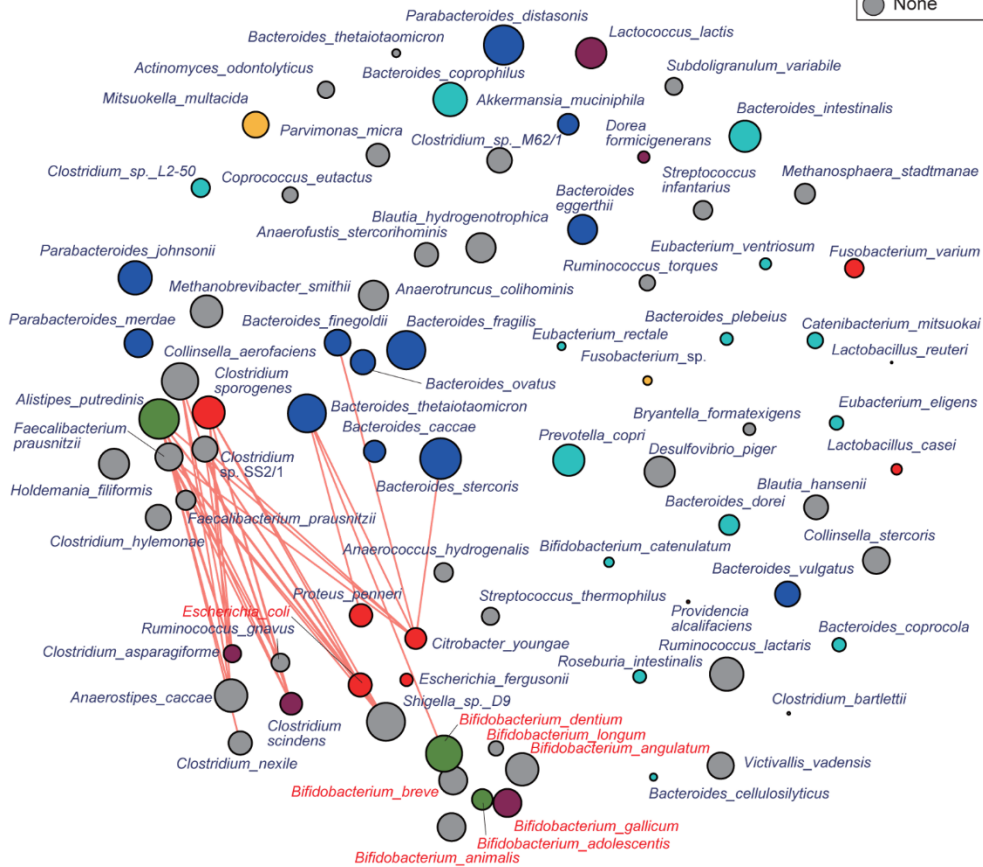 None
Parabacteroides_distasonis
Lactococcus_lactis
Bacteroides_thetaiotaomicron
Actinomyces_odontolyticus
Bacteroides_coprophilus
Subdoligranulum_variabile
Mitsuokella_multacida
Akkermansia_muciniphila
Bacteroides_intestinalis
Parvimonas_micra
Clostridium_sp._M62/1
Dorea
formicigenerans
Clostridium_sp._L2-50
Coprococcus_eutactus
Streptococcus
infantarius
Methanosphaera_stadtmanae
Bacteroides
eggerthii
Blautia_hydrogenotrophica
Anaerofustis_stercorihominis
Parabacteroides_johnsonii
Eubacterium_ventriosum
Fusobacterium_varium
Ruminococcus_torques
Methanobrevibacter_smithii
Anaerotruncus_colihominis
Parabacteroides_merdae
Bacteroides_finegoldii
Bacteroides_fragilis
Eubacterium_rectale
Bacteroides_plebeius
Catenibacterium_mitsuokai
Lactobacillus_reuteri
Collinsella_aerofaciens
Clostridium
sporogenes
Fusobacterium_sp.
Bacteroides_ovatus
Alistipes_putredinis
Bacteroides_thetaiotaomicron
Bryantella_formatexigens
Eubacterium_eligens
Faecalibacterium
prausnitzii
Bacteroides_caccae
Prevotella_copri
Desulfovibrio_piger
Lactobacillus_casei
Clostridium
sp._SS2/1
Blautia_hansenii
Holdemania_filiformis
Bacteroides_stercoris
Bacteroides_dorei
Faecalibacterium_prausnitzii
Clostridium_hylemonae
Collinsella_stercoris
Anaerococcus_hydrogenalis
Bifidobacterium_catenulatum
Bacteroides_vulgatus
Proteus_penneri
Streptococcus_thermophilus
Escherichia_coli
Providencia
alcalifaciens
Ruminococcus_gnavus
Citrobacter_youngae
Bacteroides_coprocola
Clostridium_asparagiforme
Ruminococcus_lactaris
Roseburia_intestinalis
Escherichia_fergusonii
Anaerostipes_caccae
Shigella_sp._D9
Clostridium_bartlettii
Clostridium
scindens
Bifidobacterium_dentium
Bifidobacterium_longum
Bifidobacterium_angulatum
Clostridium_nexile
Victivallis_vadensis
Bifidobacterium_breve
Bacteroides_cellulosilyticus
Bifidobacterium_gallicum
Bifidobacterium_adolescentis
Bifidobacterium_animalis